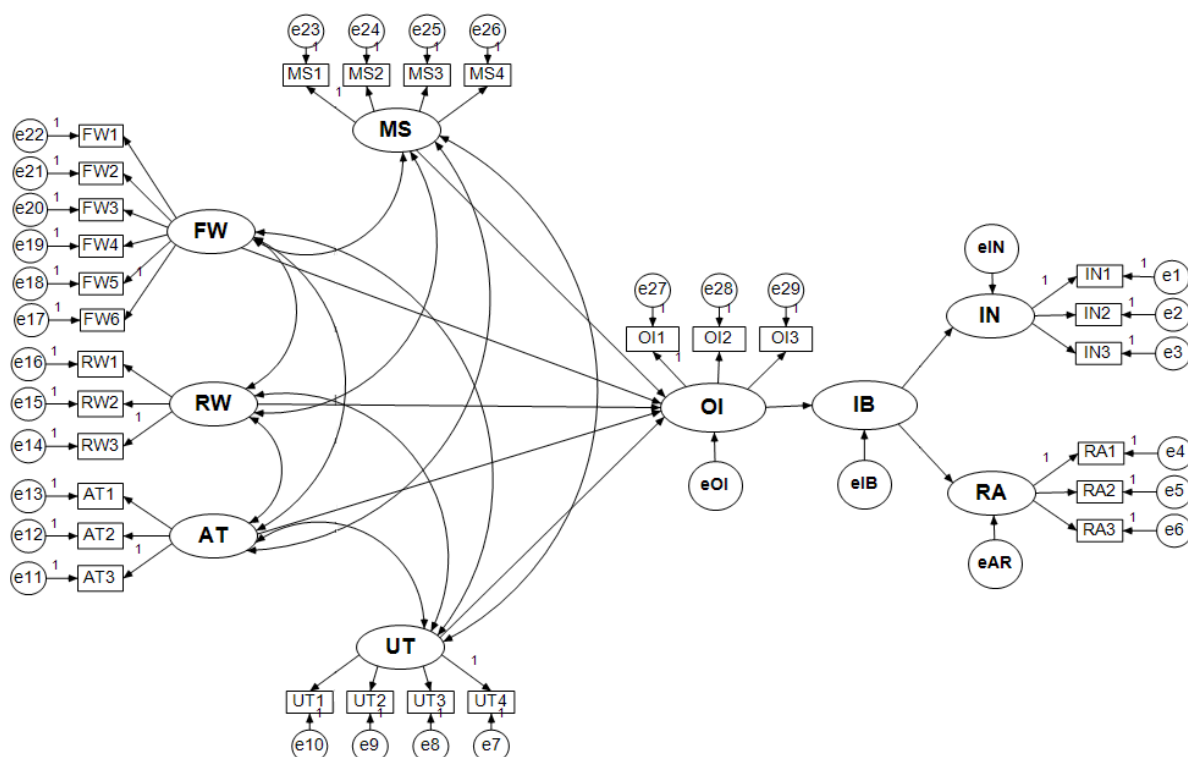 e23 e24 e25 e26
1 1 1 1
MS1 MS2 MS3 MS4
1
MS
e22 1 FW1
e21 1 FW2
e20 1 FW3
e19 1 FW4
e18 1 FW5 1
e17 1 FW6
FW
e16 1 RW1
e15 1 RW2
e14 1 RW3 1
RW
1
e13 1 AT1
e12 1 AT2
e11 1 AT3 1
AT
UT
1
UT1 UT2 UT3 UT4
1 1 1 1
e10 e9 e8 e7
e27 e28 e29
1 1 1
OI1 OI2 OI3
1
OI
eOI
IB
eIB
eIN
IN
1 IN1 1 e1
IN2 1 e2
IN3 1 e3
RA
eAR
1 RA1 1 e4
RA2 1 e5
RA3 1 e6